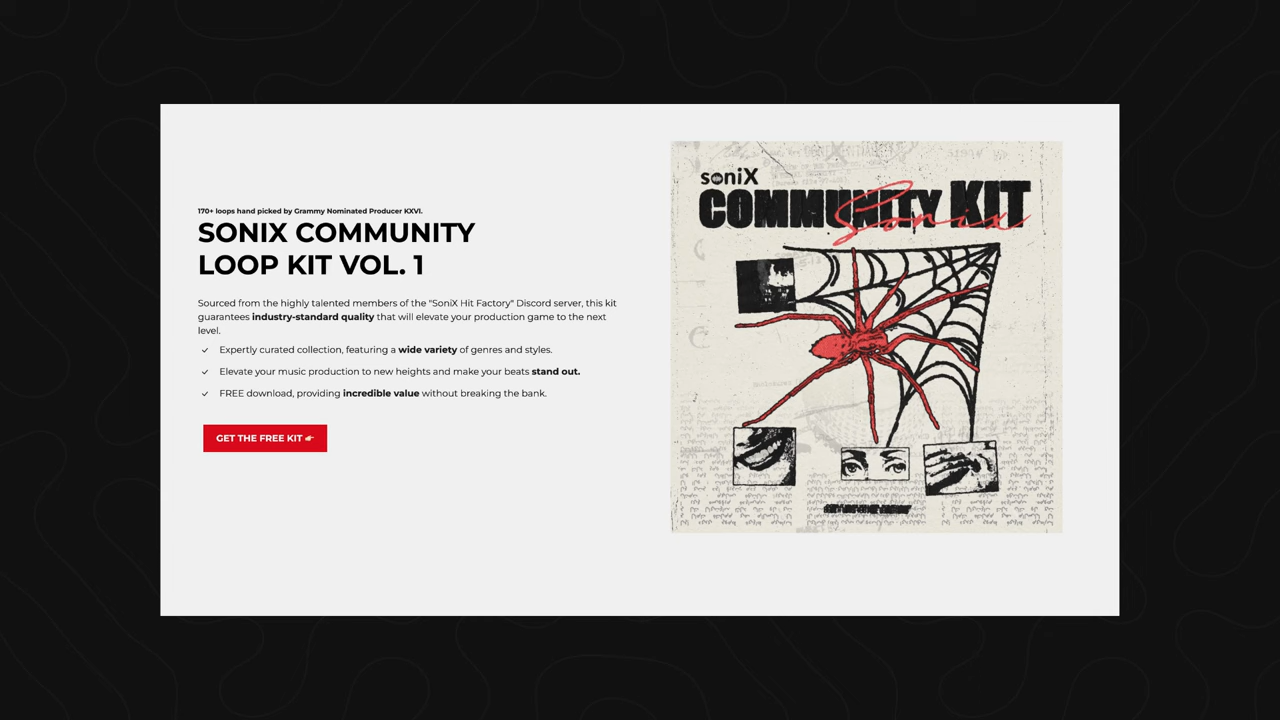 170+ loops hand picked by Grammy Nominated Producer KXVI.
SONIX COMMUNITY
LOOP KIT VOL. 1
Sourced from the highly talented members of the "SoniX Hit Factory" Discord server, this kit
guarantees industry-standard quality that will elevate your production game to the next
level.
Expertly curated collection, featuring a wide variety of genres and styles.
Elevate your music production to new heights and make your beats stand out.
FREE download, providing incredible value without breaking the bank.
GET THE FREE KIT
soniX
COMMUNITY KIT
Sonix